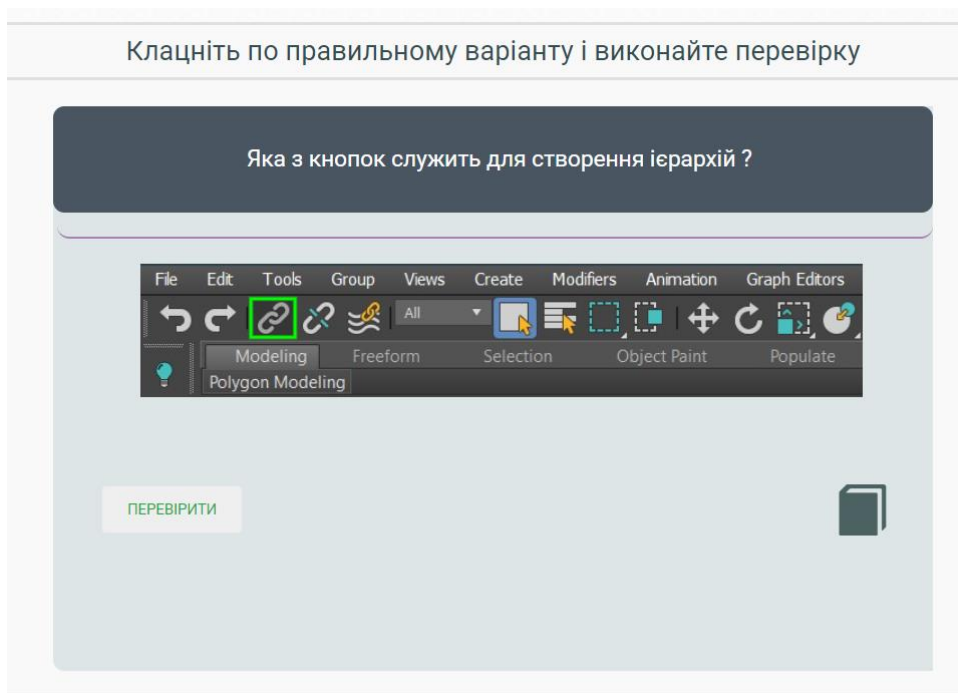 Клацніть по правильному варіанту і виконайте перевірку
Яка з кнопок служить для створення ієрархій ?
File Edit Tools Group Views Create Modifiers Animation Graph Editors
All
Modeling Freeform Selection Object Paint Populate
Polygon Modeling
ПЕРЕВІРИТИ